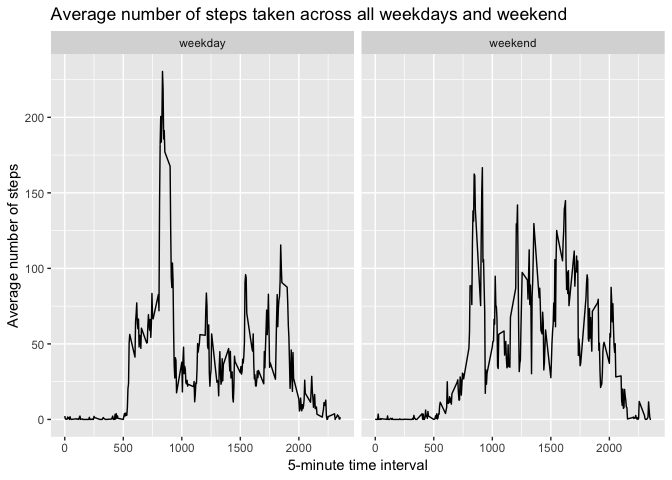 Average number of steps taken across all weekdays and weekend
weekday weekend
Average number of steps
200
150
100
50
0
0 500 1000 1500 2000 0 500 1000 1500 2000
5-minute time interval